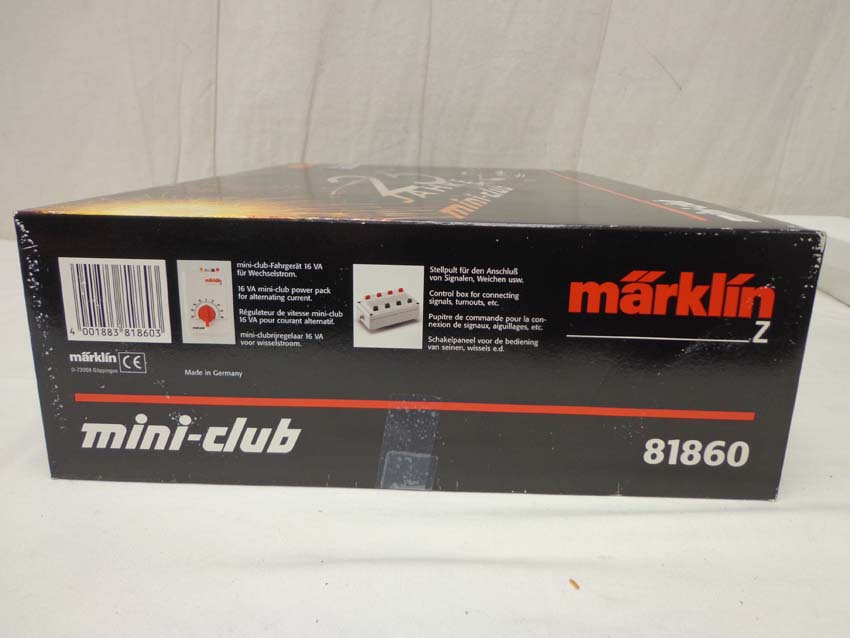 25
JAHRE
mini-club
4 001883 818603
märklin
D-73008 Göppingen
CE
mini-club-Fahrgerät 16 VA
für Wechselstrom.
16 VA mini-club power pack
for alternating current.
Régulateur de vitesse mini-club
16 VA pour courant alternatif.
mini-clubrijregelaar 16 VA
voor wisselstroom.
Made in Germany
Stellpult für den Anschluß
von Signalen, Weichen usw.
Control box for connecting
signals, turnouts, etc.
Pupitre de commande pour la con-
nexion de signaux, aiguillages, etc.
Schakelpaneel voor de bediening
van seinen, wissels e.d.
märklin
Z
mini-club
81860